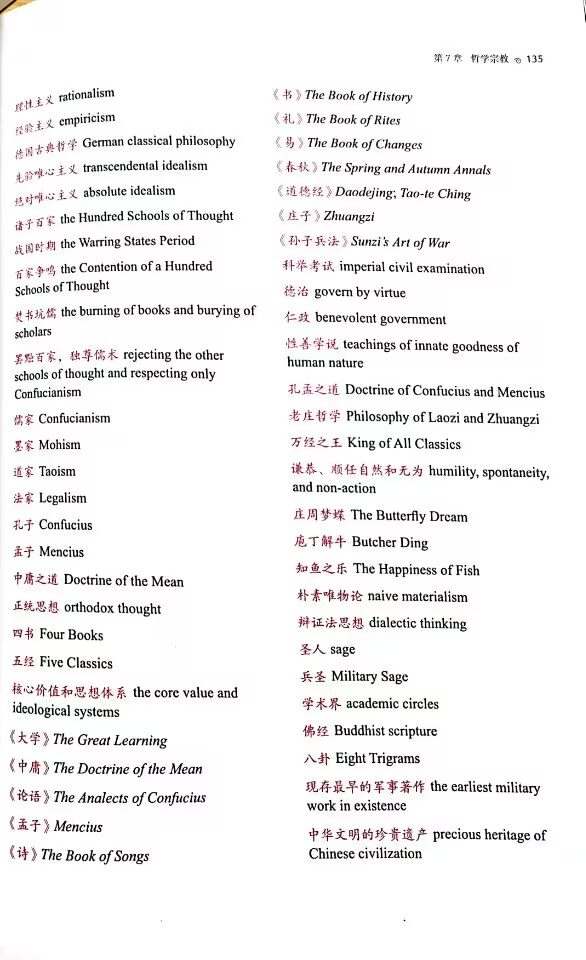 第7章 哲学宗教 135
理性主义 rationalism
经验主义 empiricism
德国古典哲学 German classical philosophy
先验唯心主义 transcendental idealism
绝对唯心主义 absolute idealism
诸子百家 the Hundred Schools of Thought
战国时期 the Warring States Period
百家争鸣 the Contention of a Hundred
Schools of Thought
焚书坑儒 the burning of books and burying of
scholars
罢黜百家，独尊儒术 rejecting the other
schools of thought and respecting only
Confucianism
儒家 Confucianism
墨家 Mohism
道家 Taoism
法家 Legalism
孔子 Confucius
孟子 Mencius
中庸之道 Doctrine of the Mean
正统思想 orthodox thought
四书 Four Books
五经 Five Classics
核心价值和思想体系 the core value and
ideological systems
《大学》The Great Learning
《中庸》The Doctrine of the Mean
《论语》The Analects of Confucius
《孟子》Mencius
《诗》The Book of Songs
《书》The Book of History
《礼》The Book of Rites
《易》The Book of Changes
《春秋》The Spring and Autumn Annals
《道德经》Daodejing; Tao-te Ching
《庄子》Zhuangzi
《孙子兵法》Sunzi's Art of War
科举考试 imperial civil examination
德治 govern by virtue
仁政 benevolent government
性善学说 teachings of innate goodness of
human nature
孔孟之道 Doctrine of Confucius and Mencius
老庄哲学 Philosophy of Laozi and Zhuangzi
万经之王 King of All Classics
谦恭、顺任自然和无为 humility, spontaneity,
and non-action
庄周梦蝶 The Butterfly Dream
庖丁解牛 Butcher Ding
知鱼之乐 The Happiness of Fish
朴素唯物论 naive materialism
辩证法思想 dialectic thinking
圣人 sage
兵圣 Military Sage
学术界 academic circles
佛经 Buddhist scripture
八卦 Eight Trigrams
现存最早的军事著作 the earliest military
work in existence
中华文明的珍贵遗产 precious heritage of
Chinese civilization